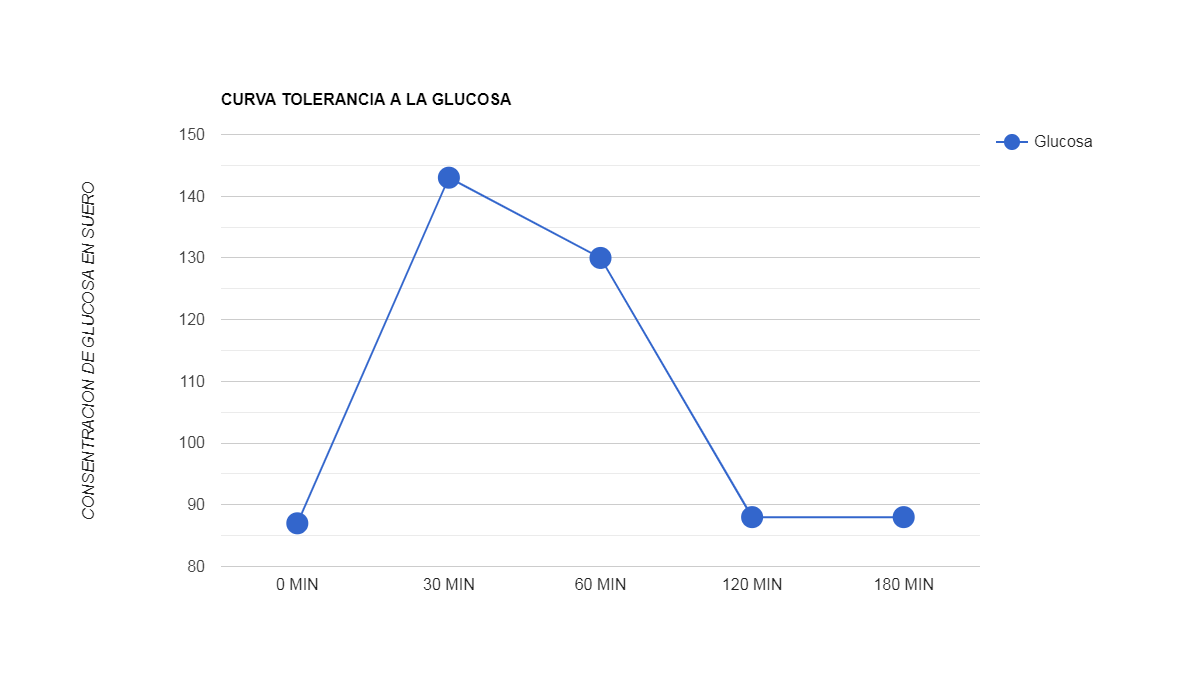 CURVA TOLERANCIA A LA GLUCOSA
Glucosa
CONSENTRACION DE GLUCOSA EN SUERO
150
140
130
120
110
100
90
80
0 MIN
30 MIN
60 MIN
120 MIN
180 MIN